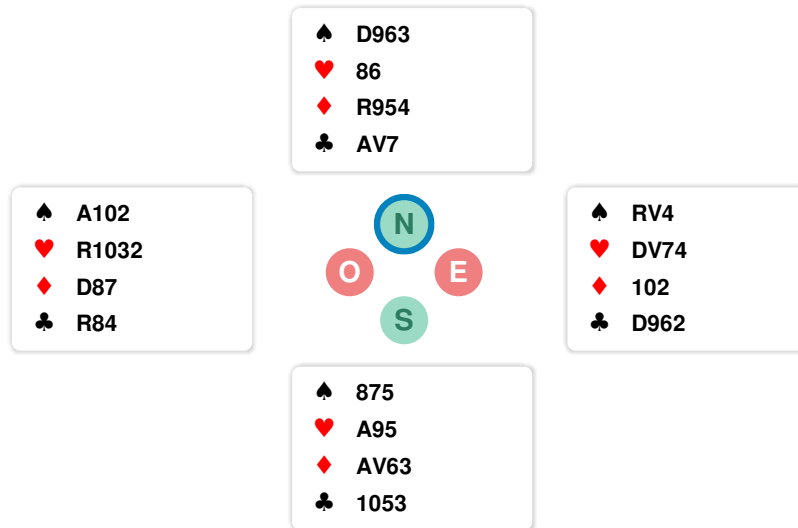 ♠ D963
♥ 86
♦ R954
♣ AV7
♠ A102
♥ R1032
♦ D87
♣ R84
N
O
E
S
♠ RV4
♥ DV74
♦ 102
♣ D962
♠ 875
♥ A95
♦ AV63
♣ 1053